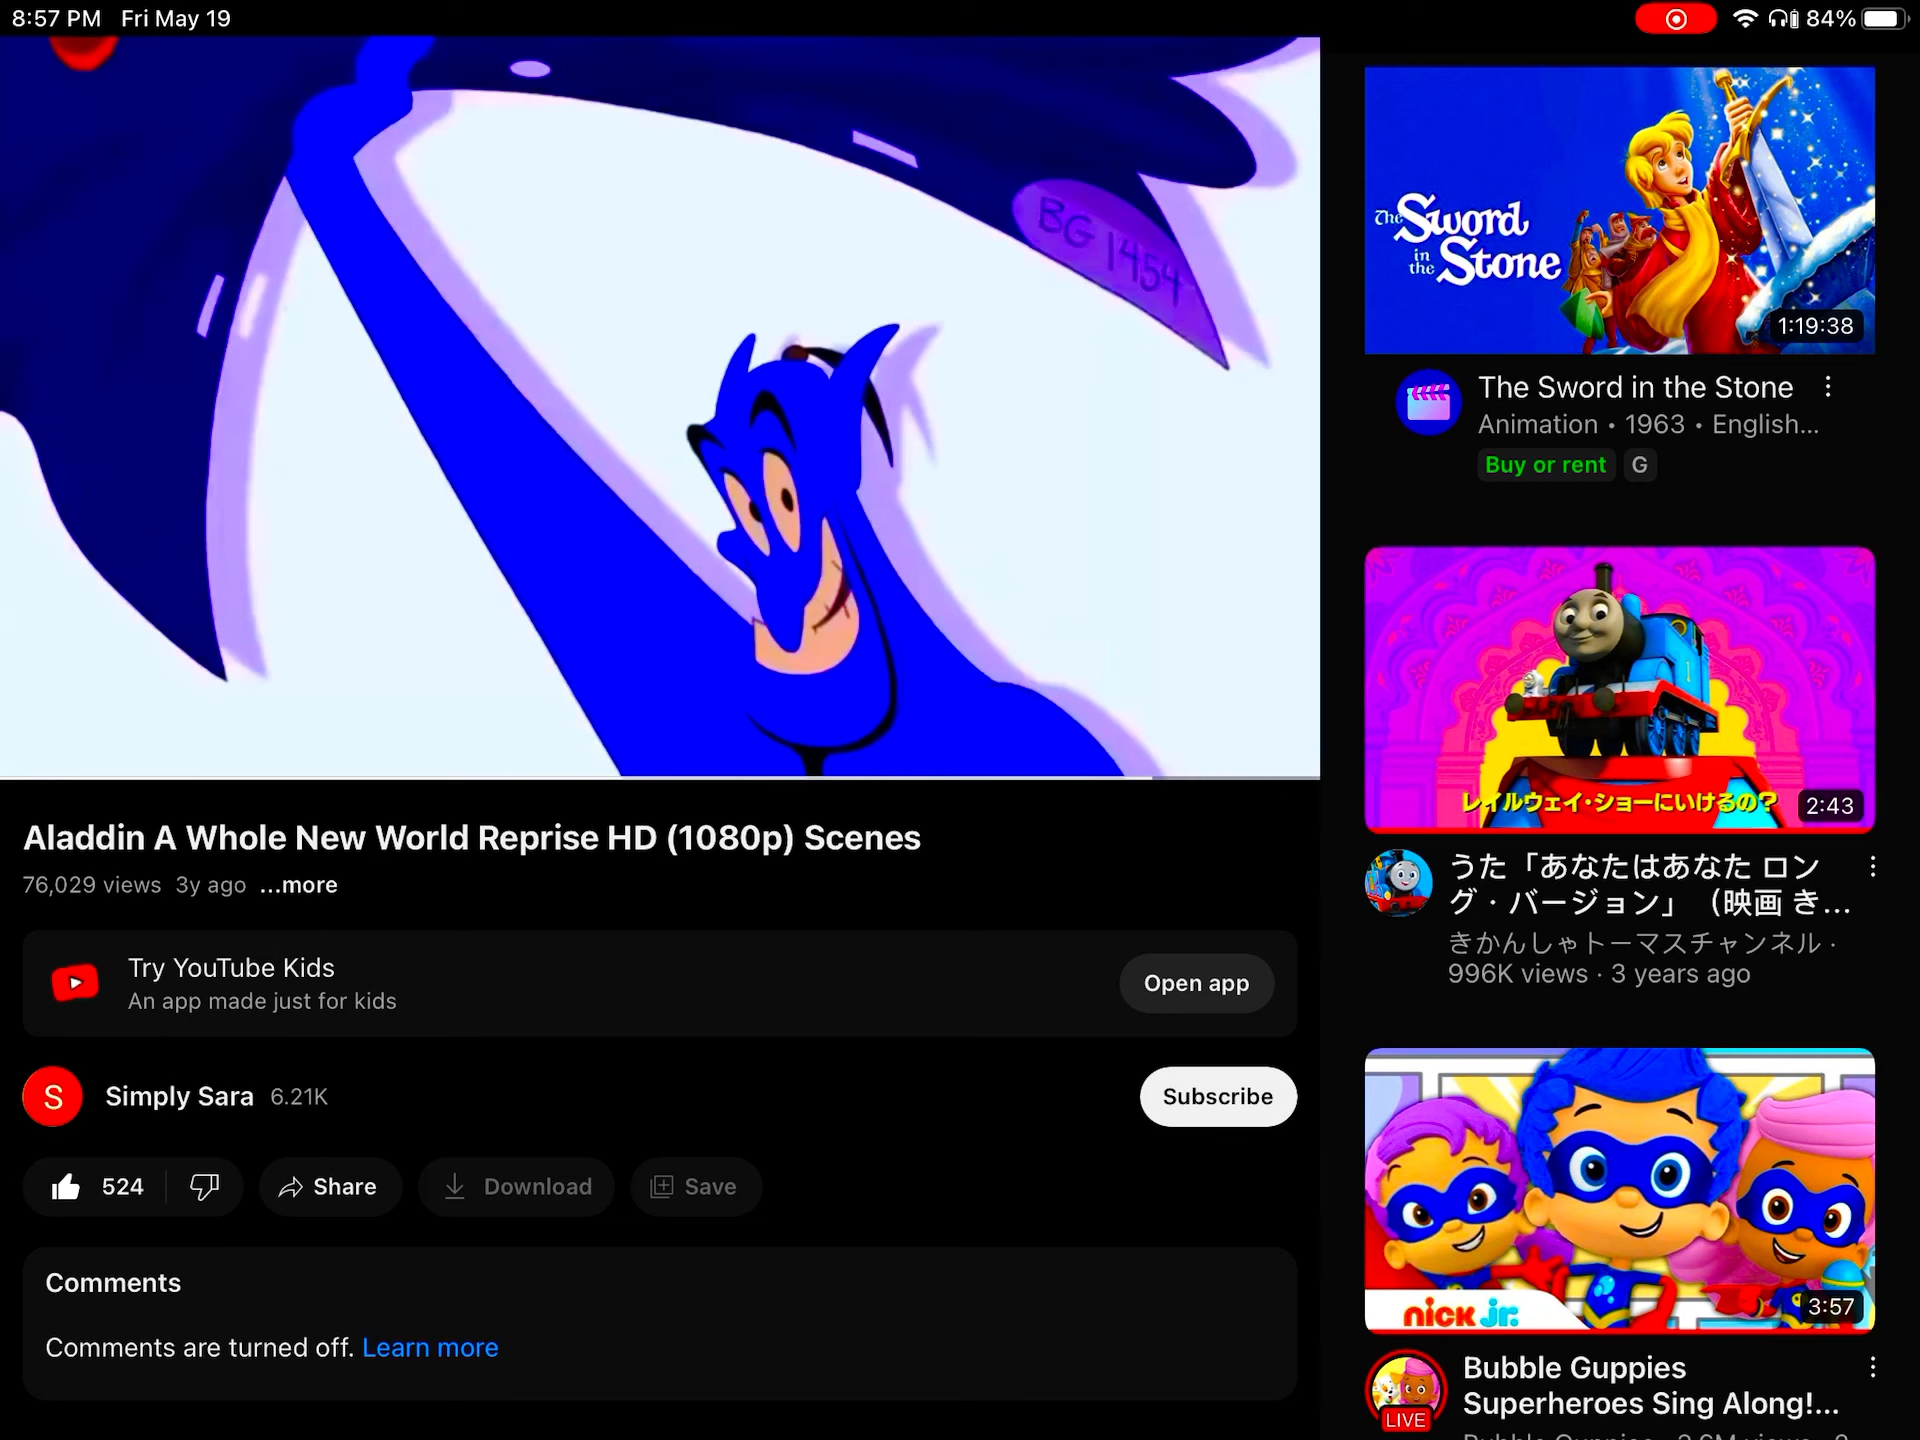 8:57 PM Fri May 19
84%
BG 1454
Aladdin A Whole New World Reprise HD (1080p) Scenes
76,029 views 3y ago ...more
Try YouTube Kids
An app made just for kids
Open app
S
Simply Sara 6.21K
Subscribe
524
Share
Download
Save
Comments
Comments are turned off. Learn more
The Sword
in the Stone
1:19:38
The Sword in the Stone
Animation • 1963 • English...
Buy or rent G
1
レイルウェイ・ショーにいけるの?
2:43
うた「あなたはあなた ロン
グ・バージョン」（映画 き...
きかんしゃトーマスチャンネル ·
996K views · 3 years ago
nick jr.
3:57
LIVE
Bubble Guppies
Superheroes Sing Along!...